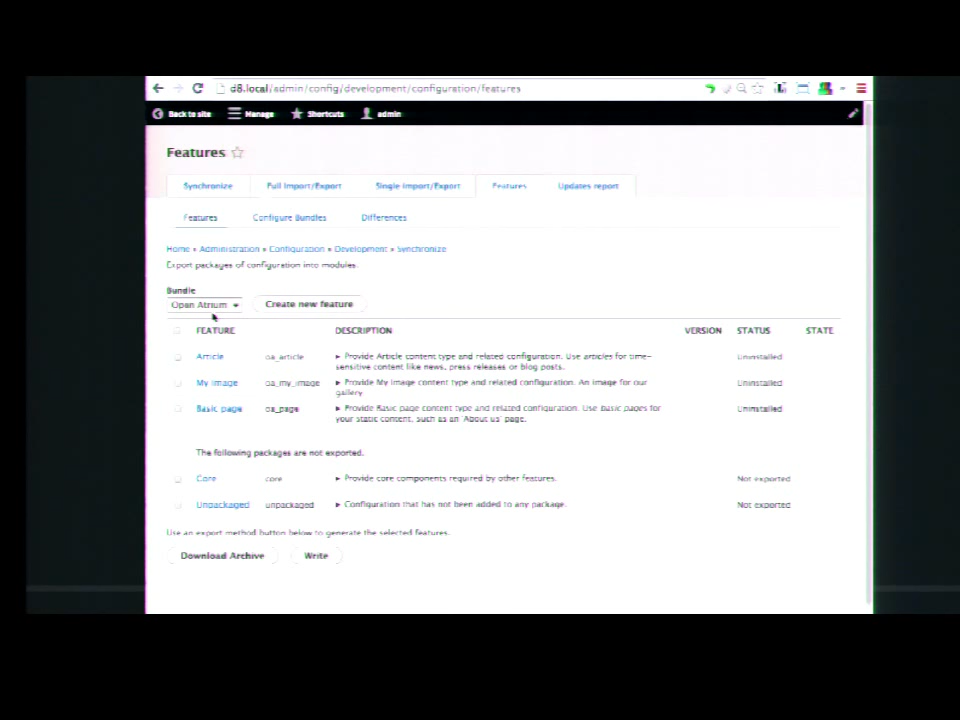 d8.local/admin/config/development/configuration/features
Back to site Manage Shortcuts admin
Features
Synchronize Full Import/Export Single Import/Export Features Updates report
Features Configure Bundles Differences
Home » Administration » Configuration » Development » Synchronize
Export packages of configuration into modules.
Bundle
Open Atrium Create new feature
FEATURE DESCRIPTION VERSION STATUS STATE
Article oa_article Provide Article content type and related configuration. Use articles for time-
sensitive content like news, press releases or blog posts. Uninstalled
My image oa_my_image Provide My image content type and related configuration. An image for our
gallery Uninstalled
Basic page oa_page Provide Basic page content type and related configuration. Use basic pages for
your static content, such as an 'About us' page. Uninstalled
The following packages are not exported.
Core core Provide core components required by other features. Not exported
Unpackaged unpackaged Configuration that has not been added to any package. Not exported
Use an export method button below to generate the selected features.
Download Archive Write